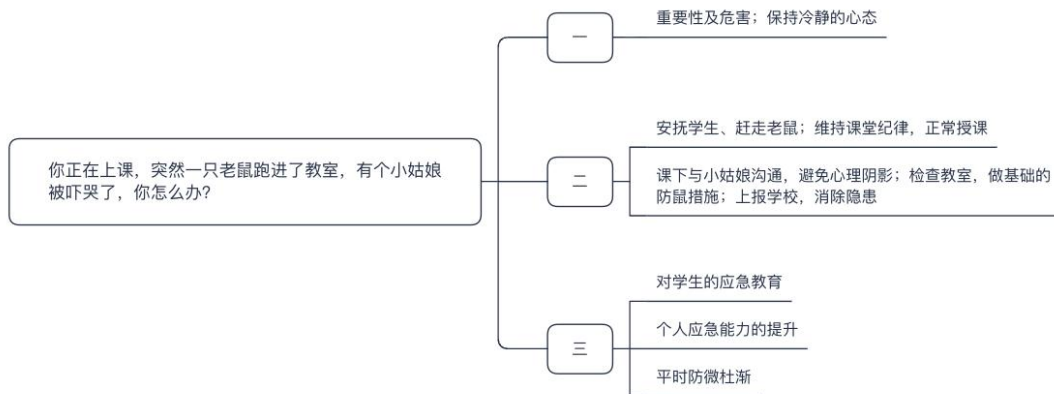 你正在上课，突然一只老鼠跑进了教室，有个小姑娘
被吓哭了，你怎么办?
一
重要性及危害；保持冷静的心态
二
安抚学生、赶走老鼠；维持课堂纪律，正常授课
课下与小姑娘沟通，避免心理阴影；检查教室，做基础的
防鼠措施；上报学校，消除隐患
三
对学生的应急教育
个人应急能力的提升
平时防微杜渐